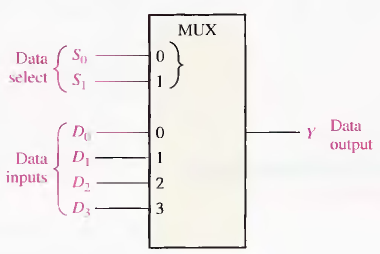 MUX
Data select
S₀ 0
S₁ 1
Data inputs
D₀ 0
D₁ 1
D₂ 2
D₃ 3
Y Data output